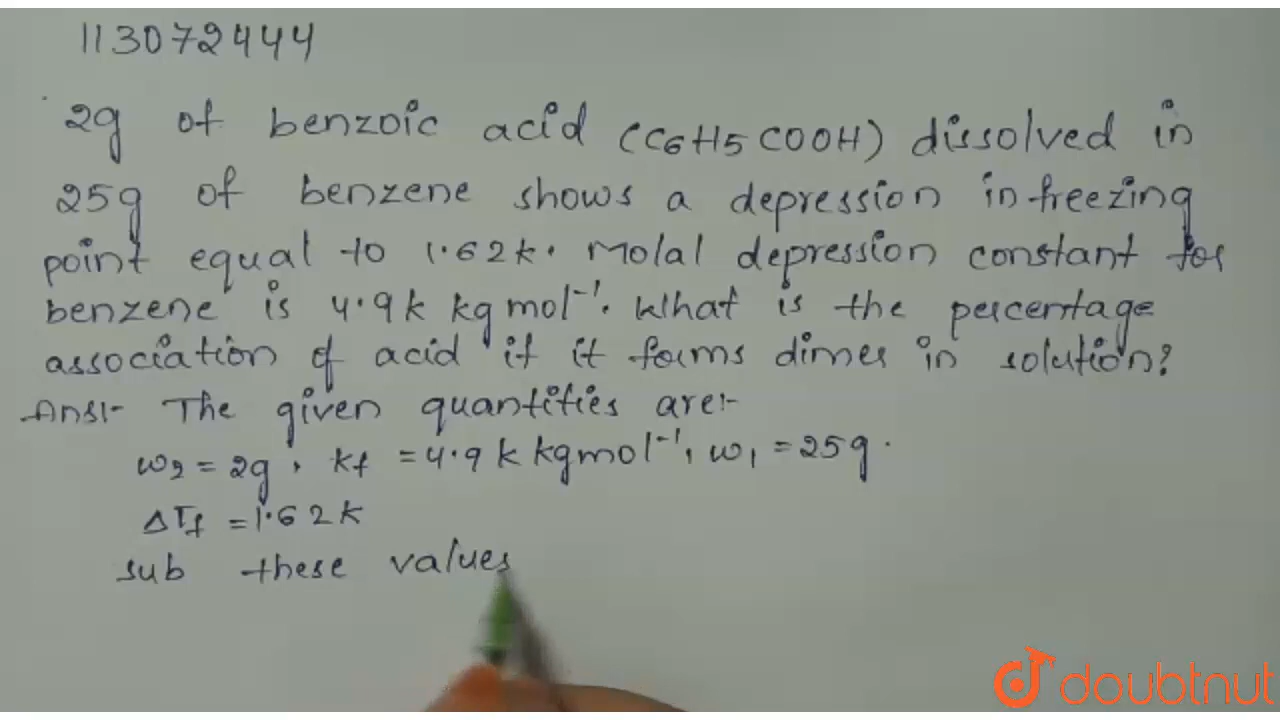 113072444
2g of benzoic acid (C6H5COOH) dissolved in
25g of benzene shows a depression in freezing
point equal to 1.62k. Molal depression constant for
benzene is 4.9k kg mol⁻¹. What is the percentage
association of acid if it forms dimer in solution?
Ans:- The given quantities are:-
w₂ = 2g, kf = 4.9 k kg mol⁻¹, w₁ = 25g.
ΔTf = 1.62k
sub these values
doubtnut